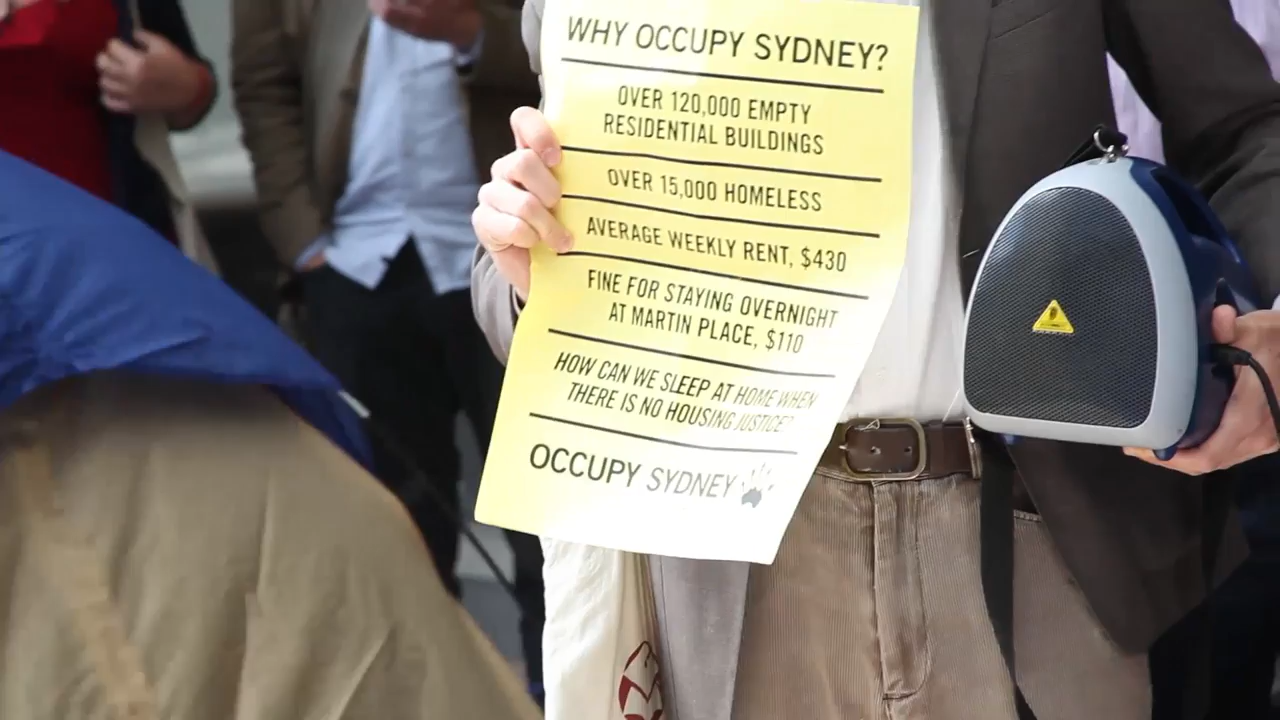 WHY OCCUPY SYDNEY?
OVER 120,000 EMPTY
RESIDENTIAL BUILDINGS
OVER 15,000 HOMELESS
AVERAGE WEEKLY RENT, $430
FINE FOR STAYING OVERNIGHT
AT MARTIN PLACE, $110
HOW CAN WE SLEEP AT HOME WHEN
THERE IS NO HOUSING JUSTICE?
OCCUPY SYDNEY